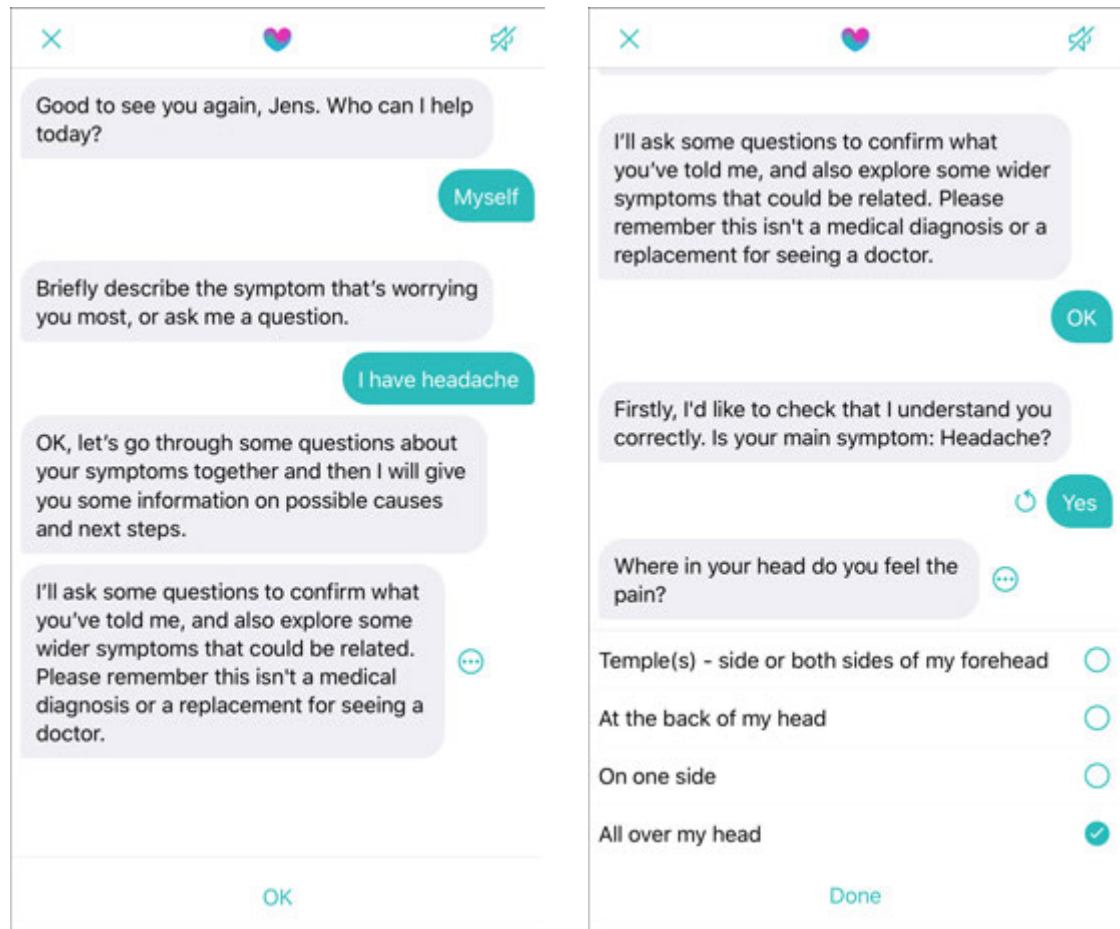 Good to see you again, Jens. Who can I help
today?
Myself
Briefly describe the symptom that's worrying
you most, or ask me a question.
I have headache
OK, let's go through some questions about
your symptoms together and then I will give
you some information on possible causes
and next steps.
I'll ask some questions to confirm what
you've told me, and also explore some
wider symptoms that could be related.
Please remember this isn't a medical
diagnosis or a replacement for seeing a
doctor.
OK
I'll ask some questions to confirm what
you've told me, and also explore some wider
symptoms that could be related. Please
remember this isn't a medical diagnosis or a
replacement for seeing a doctor.
OK
Firstly, I'd like to check that I understand you
correctly. Is your main symptom: Headache?
Yes
Where in your head do you feel the
pain?
Temple(s) - side or both sides of my forehead
At the back of my head
On one side
All over my head
Done